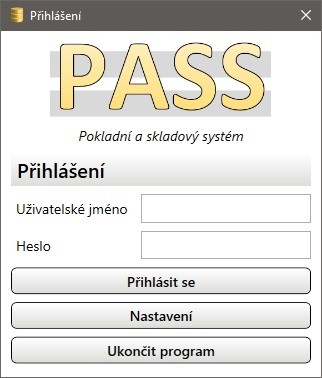 Přihlášení
PASS
Pokladní a skladový systém
Přihlášení
Uživatelské jméno
Heslo
Přihlásit se
Nastavení
Ukončit program